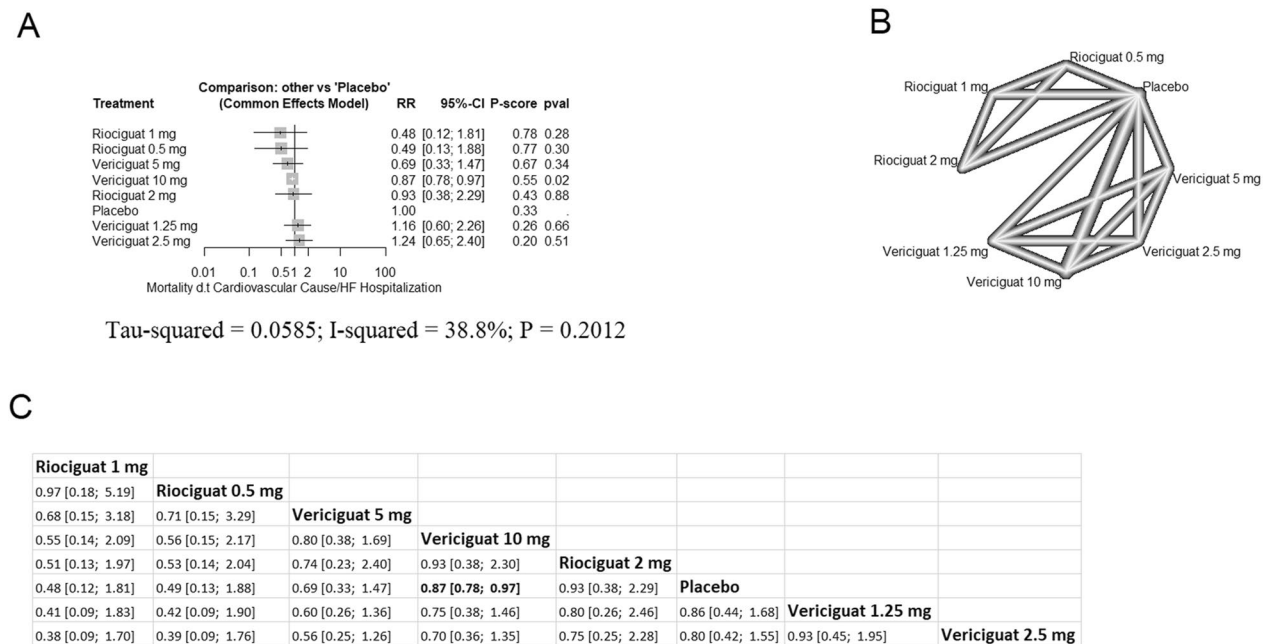 A
Comparison: other vs 'Placebo'
Treatment (Common Effects Model) RR 95%-CI P-score pval
Riociguat 1 mg 0.48 [0.12; 1.81] 0.78 0.28
Riociguat 0.5 mg 0.49 [0.13; 1.88] 0.77 0.30
Vericiguat 5 mg 0.69 [0.33; 1.47] 0.67 0.34
Vericiguat 10 mg 0.87 [0.78; 0.97] 0.55 0.02
Riociguat 2 mg 0.93 [0.38; 2.29] 0.43 0.88
Placebo 1.00 0.33 .
Vericiguat 1.25 mg 1.16 [0.60; 2.26] 0.26 0.66
Vericiguat 2.5 mg 1.24 [0.65; 2.40] 0.20 0.51
0.01 0.1 0.5 1 2 10 100
Mortality d.t Cardiovascular Cause/HF Hospitalization
Tau-squared = 0.0585; I-squared = 38.8%; P = 0.2012
B
Riociguat 0.5 mg
Riociguat 1 mg
Placebo
Riociguat 2 mg
Vericiguat 5 mg
Vericiguat 1.25 mg
Vericiguat 2.5 mg
Vericiguat 10 mg
C
Riociguat 1 mg
0.97 [0.18; 5.19] Riociguat 0.5 mg
0.68 [0.15; 3.18] 0.71 [0.15; 3.29] Vericiguat 5 mg
0.55 [0.14; 2.09] 0.56 [0.15; 2.17] 0.80 [0.38; 1.69] Vericiguat 10 mg
0.51 [0.13; 1.97] 0.53 [0.14; 2.04] 0.74 [0.23; 2.40] 0.93 [0.38; 2.30] Riociguat 2 mg
0.48 [0.12; 1.81] 0.49 [0.13; 1.88] 0.69 [0.33; 1.47] 0.87 [0.78; 0.97] 0.93 [0.38; 2.29] Placebo
0.41 [0.09; 1.83] 0.42 [0.09; 1.90] 0.60 [0.26; 1.36] 0.75 [0.38; 1.46] 0.80 [0.26; 2.46] 0.86 [0.44; 1.68] Vericiguat 1.25 mg
0.38 [0.09; 1.70] 0.39 [0.09; 1.76] 0.56 [0.25; 1.26] 0.70 [0.36; 1.35] 0.75 [0.25; 2.28] 0.80 [0.42; 1.55] 0.93 [0.45; 1.95] Vericiguat 2.5 mg